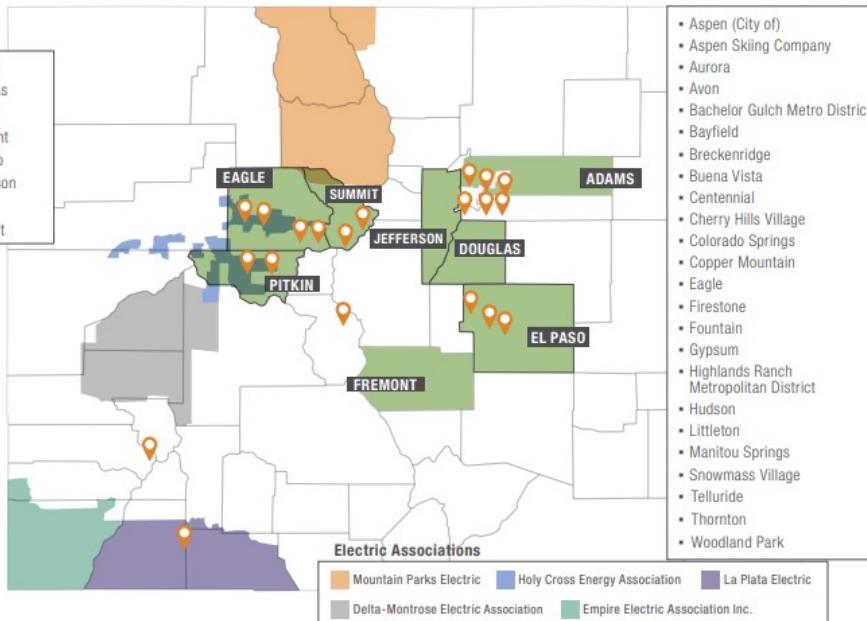 EAGLE
SUMMIT
ADAMS
JEFFERSON
DOUGLAS
PITKIN
EL PASO
FREMONT
▪ Aspen (City of)
▪ Aspen Skiing Company
▪ Aurora
▪ Avon
▪ Bachelor Gulch Metro District
▪ Bayfield
▪ Breckenridge
▪ Buena Vista
▪ Centennial
▪ Cherry Hills Village
▪ Colorado Springs
▪ Copper Mountain
▪ Eagle
▪ Firestone
▪ Fountain
▪ Gypsum
▪ Highlands Ranch
Metropolitan District
▪ Hudson
▪ Littleton
▪ Manitou Springs
▪ Snowmass Village
▪ Telluride
▪ Thornton
▪ Woodland Park
Electric Associations
Mountain Parks Electric
Holy Cross Energy Association
La Plata Electric
Delta-Montrose Electric Association
Empire Electric Association Inc.